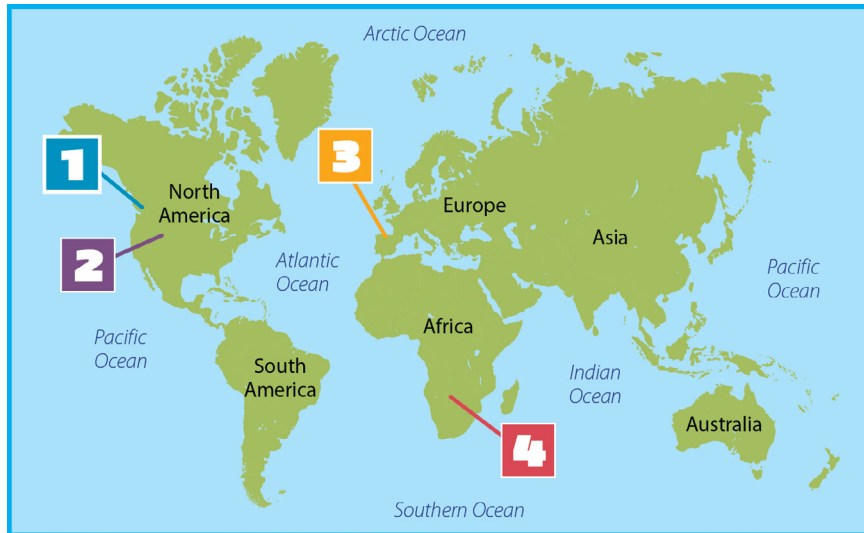 Arctic Ocean
1
3
North
America
Europe
2
Asia
Atlantic
Ocean
Pacific
Ocean
Africa
Pacific
Ocean
South
America
Indian
Ocean
Australia
4
Southern Ocean